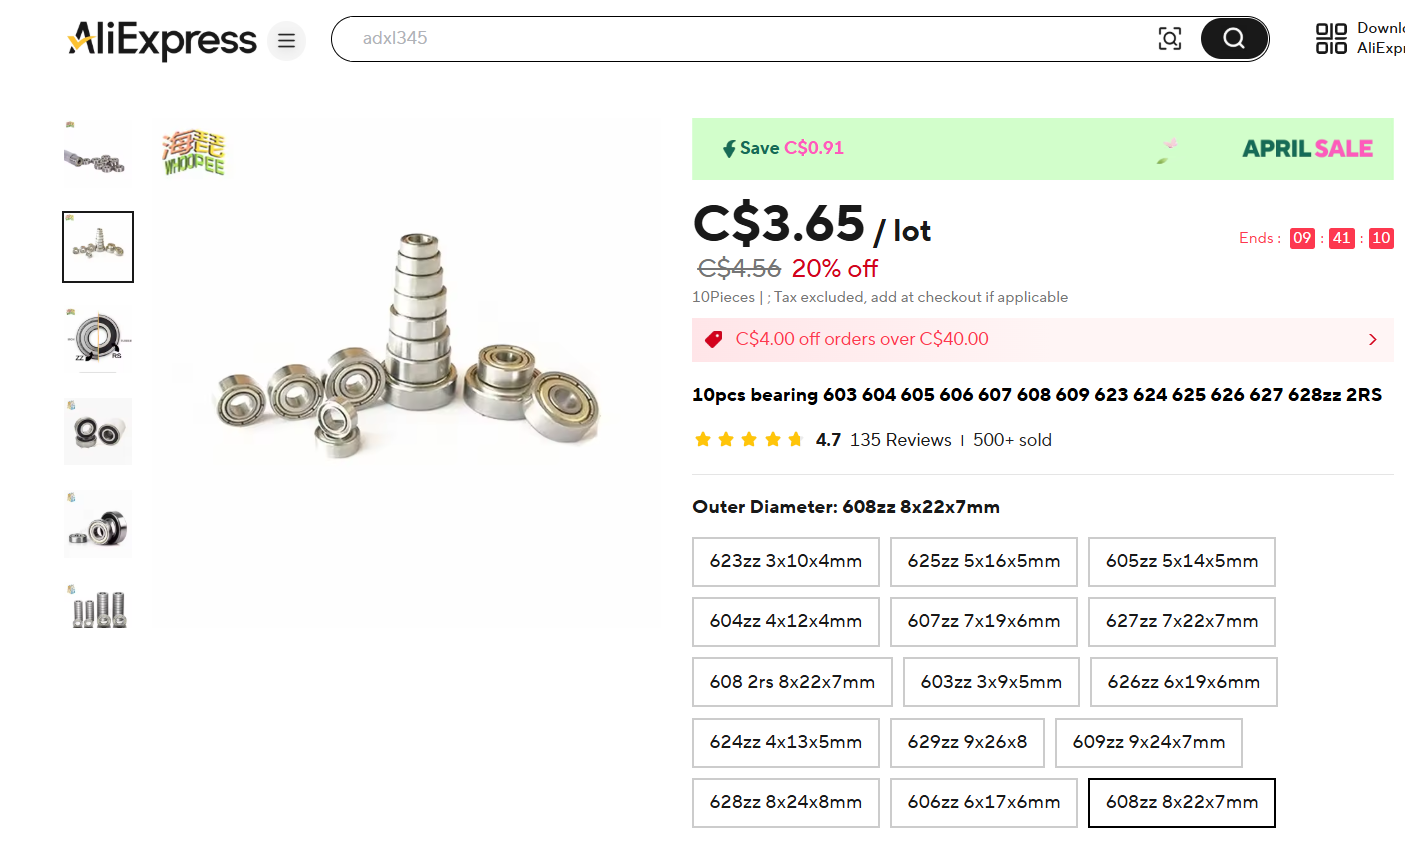 AliExpress
adxl345
Downl
AliExp
海琵
WHOOPEE
ZZ
RS
Save C$0.91
APRIL SALE
C$3.65 / lot
Ends : 09 : 41 : 10
C$4.56 20% off
10Pieces | ; Tax excluded, add at checkout if applicable
C$4.00 off orders over C$40.00
10pcs bearing 603 604 605 606 607 608 609 623 624 625 626 627 628zz 2RS
4.7 135 Reviews | 500+ sold
Outer Diameter: 608zz 8x22x7mm
623zz 3x10x4mm
625zz 5x16x5mm
605zz 5x14x5mm
604zz 4x12x4mm
607zz 7x19x6mm
627zz 7x22x7mm
608 2rs 8x22x7mm
603zz 3x9x5mm
626zz 6x19x6mm
624zz 4x13x5mm
629zz 9x26x8
609zz 9x24x7mm
628zz 8x24x8mm
606zz 6x17x6mm
608zz 8x22x7mm